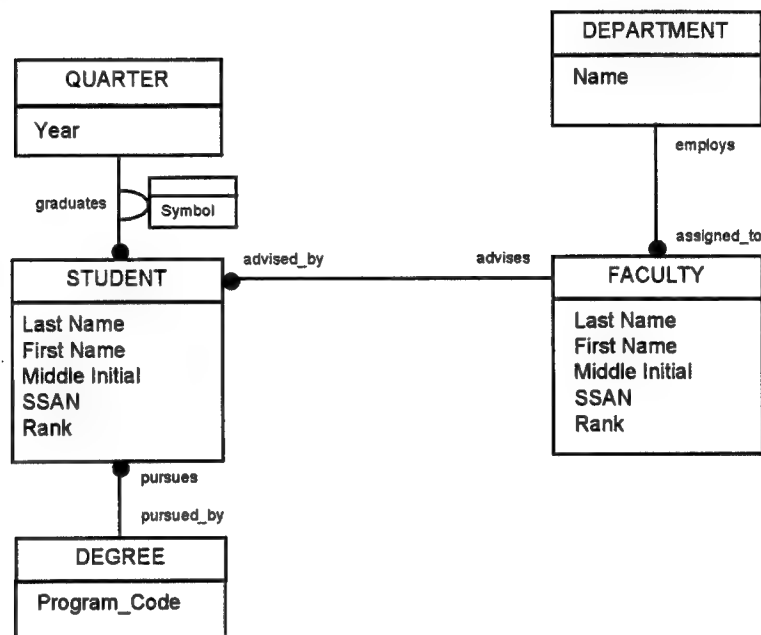 DEPARTMENT
Name
QUARTER
Year
employs
graduates
Symbol
assigned_to
advised_by
advises
STUDENT
Last Name
First Name
Middle Initial
SSAN
Rank
FACULTY
Last Name
First Name
Middle Initial
SSAN
Rank
pursues
pursued_by
DEGREE
Program_Code